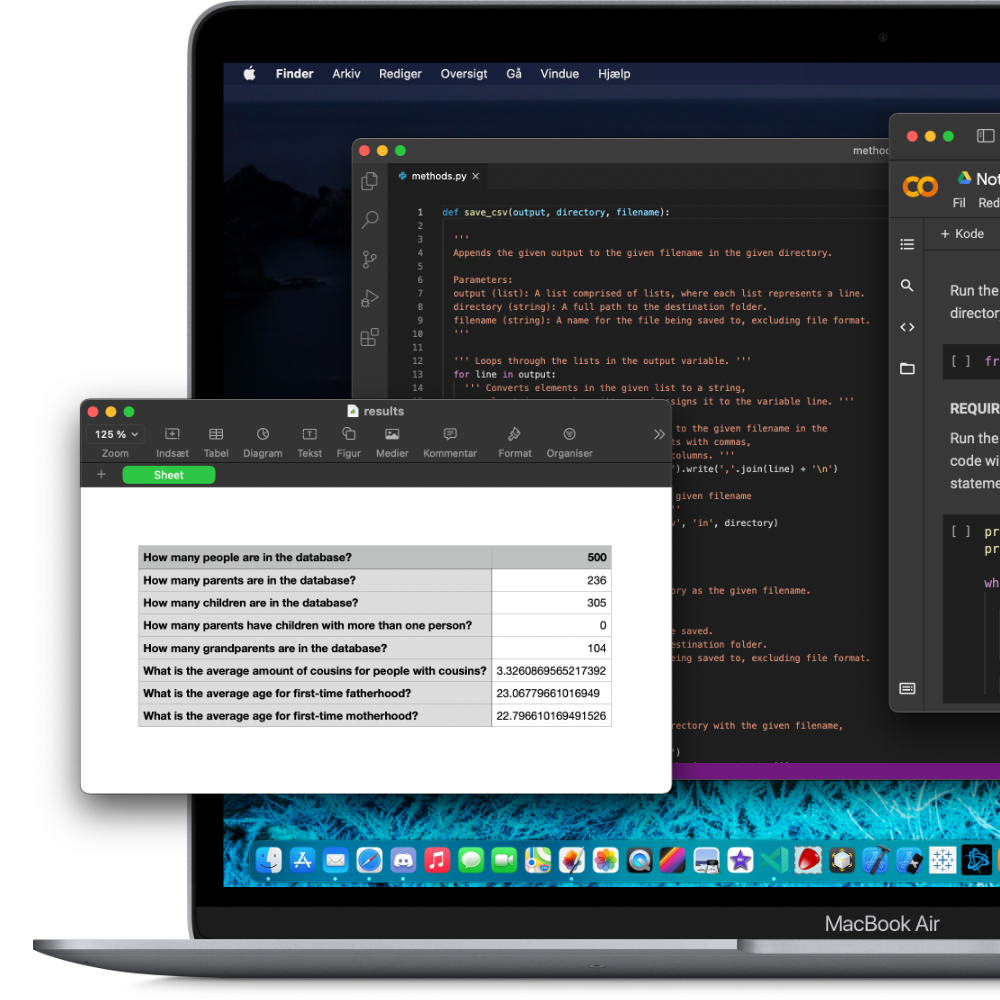 Finder Arkiv Rediger Oversigt Gå Vindue Hjælp
methods.py
1 def save_csv(output, directory, filename):
2
3 '''
4 Appends the given output to the given filename in the given directory.
5
6 Parameters:
7 output (list): A list comprised of lists, where each list represents a line.
8 directory (string): A full path to the destination folder.
9 filename (string): A name for the file being saved to, excluding file format.
10 '''
11
12 ''' Loops through the lists in the output variable. '''
13 for line in output:
14 ''' Converts elements in the given list to a string,
signs it to the variable line. '''
to the given filename in the
ts with commas,
columns. '''
').write(','.join(line) + '\n')
given filename
''
v', 'in', directory)
ory as the given filename.
e saved.
estination folder.
eing saved to, excluding file format.
rectory with the given filename,
')
Not
Fil Red
+ Kode
Run the
director
[ ] fr
REQUIR
Run the
code wi
stateme
[ ] pr
pr
wh
results
125 %
Zoom Indsæt Tabel Diagram Tekst Figur Medier Kommentar Format Organiser
+ Sheet
How many people are in the database? 500
How many parents are in the database? 236
How many children are in the database? 305
How many parents have children with more than one person? 0
How many grandparents are in the database? 104
What is the average amount of cousins for people with cousins? 3.3260869565217392
What is the average age for first-time fatherhood? 23.06779661016949
What is the average age for first-time motherhood? 22.796610169491526
MacBook Air